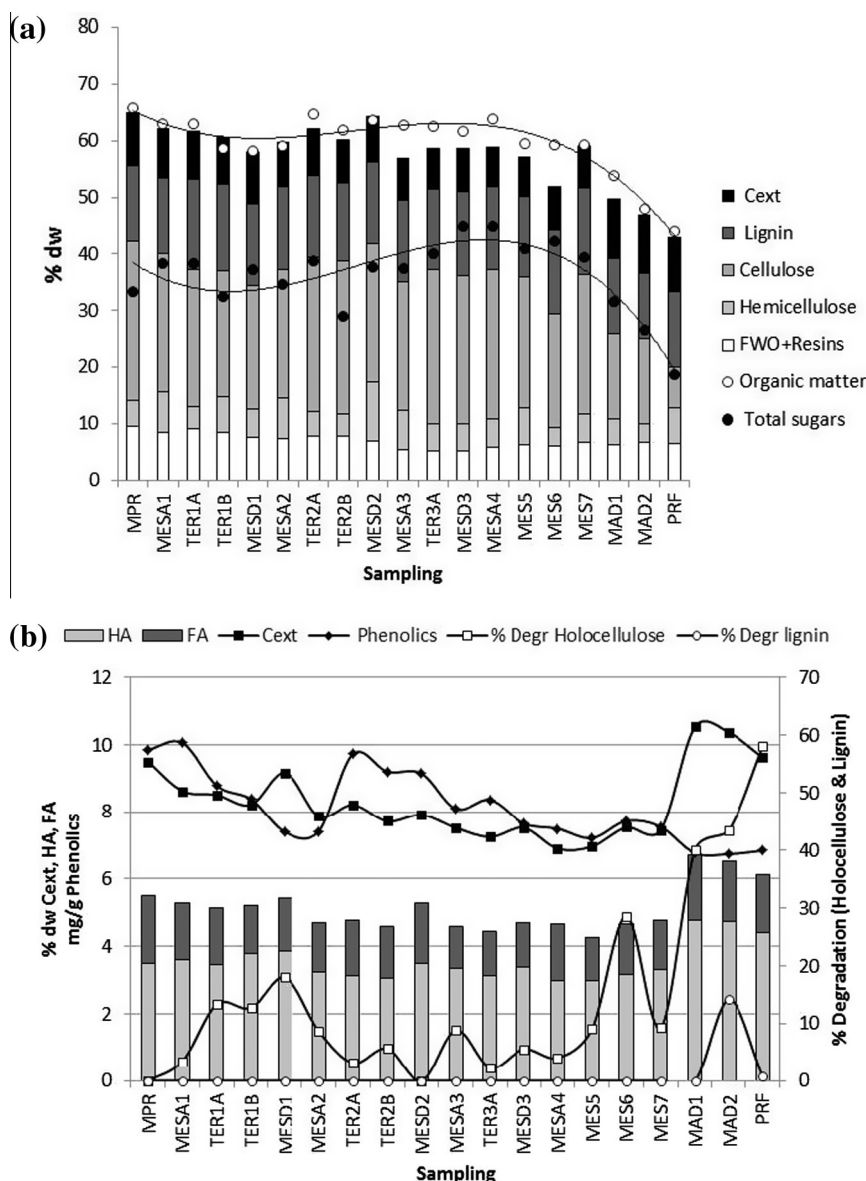 (a)
80
70
60
50
40
30
20
10
0
% dw
Cext
Lignin
Cellulose
Hemicellulose
FWO+Resins
Organic matter
Total sugars
MPR
MESA1
TER1A
TER1B
MESD1
MESA2
TER2A
TER2B
MESD2
MESA3
TER3A
MESD3
MESA4
MES5
MES6
MES7
MAD1
MAD2
PRF
Sampling
(b)
HA FA Cext Phenolics % Degr Holocellulose % Degr lignin
12
10
8
6
4
2
0
% dw Cext, HA, FA
mg/g Phenolics
70
60
50
40
30
20
10
0
% Degradation (Holocellulose & Lignin)
MPR
MESA1
TER1A
TER1B
MESD1
MESA2
TER2A
TER2B
MESD2
MESA3
TER3A
MESD3
MESA4
MES5
MES6
MES7
MAD1
MAD2
PRF
Sampling